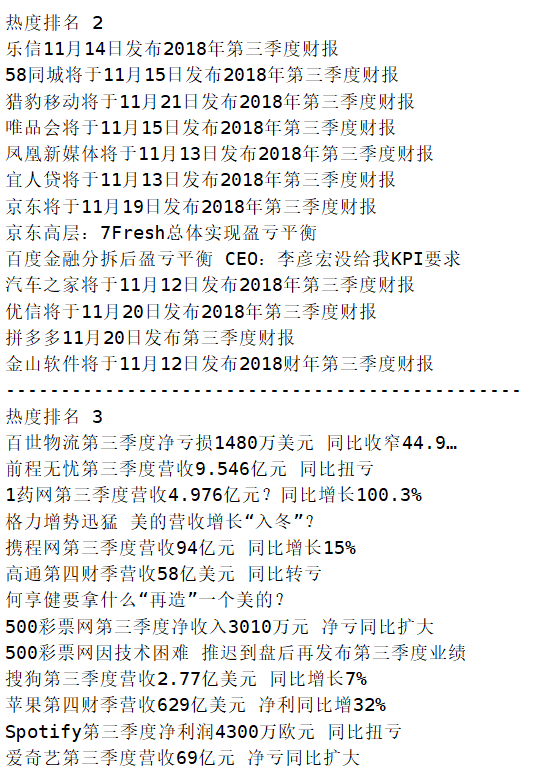 热度排名 2
乐信11月14日发布2018年第三季度财报
58同城将于11月15日发布2018年第三季度财报
猎豹移动将于11月21日发布2018年第三季度财报
唯品会将于11月15日发布2018年第三季度财报
凤凰新媒体将于11月13日发布2018年第三季度财报
宜人贷将于11月13日发布2018年第三季度财报
京东将于11月19日发布2018年第三季度财报
京东高层：7Fresh总体实现盈亏平衡
百度金融分拆后盈亏平衡 CEO：李彦宏没给我KPI要求
汽车之家将于11月12日发布2018年第三季度财报
优信将于11月20日发布2018年第三季度财报
拼多多11月20日发布第三季度财报
金山软件将于11月12日发布2018财年第三季度财报
-----------------------------------------------
热度排名 3
百世物流第三季度净亏损1480万美元 同比收窄44.9…
前程无忧第三季度营收9.546亿元 同比扭亏
1药网第三季度营收4.976亿元？同比增长100.3%
格力增势迅猛 美的营收增长“入冬”？
携程网第三季度营收94亿元 同比增长15%
高通第四财季营收58亿美元 同比转亏
何享健要拿什么“再造”一个美的？
500彩票网第三季度净收入3010万元 净亏同比扩大
500彩票网因技术困难 推迟到盘后再发布第三季度业绩
搜狗第三季度营收2.77亿美元 同比增长7%
苹果第四财季营收629亿美元 净利同比增32%
Spotify第三季度净利润4300万欧元 同比扭亏
爱奇艺第三季度营收69亿元 净亏同比扩大